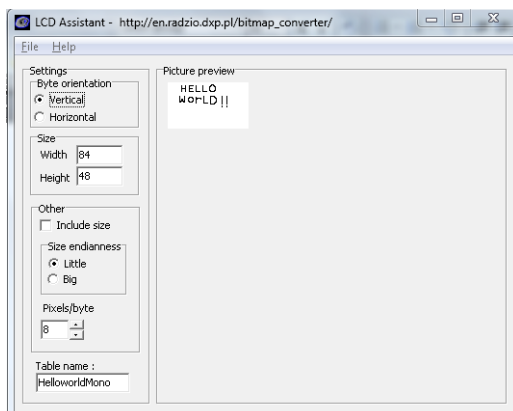 LCD Assistant - http://en.radzio.dxp.pl/bitmap_converter/
File Help
Settings
Byte orientation
Vertical
Horizontal
Size
Width 84
Height 48
Other
Include size
Size endianness
Little
Big
Pixels/byte
8
Table name :
HelloworldMono
Picture preview
HELLO
WorLD!!